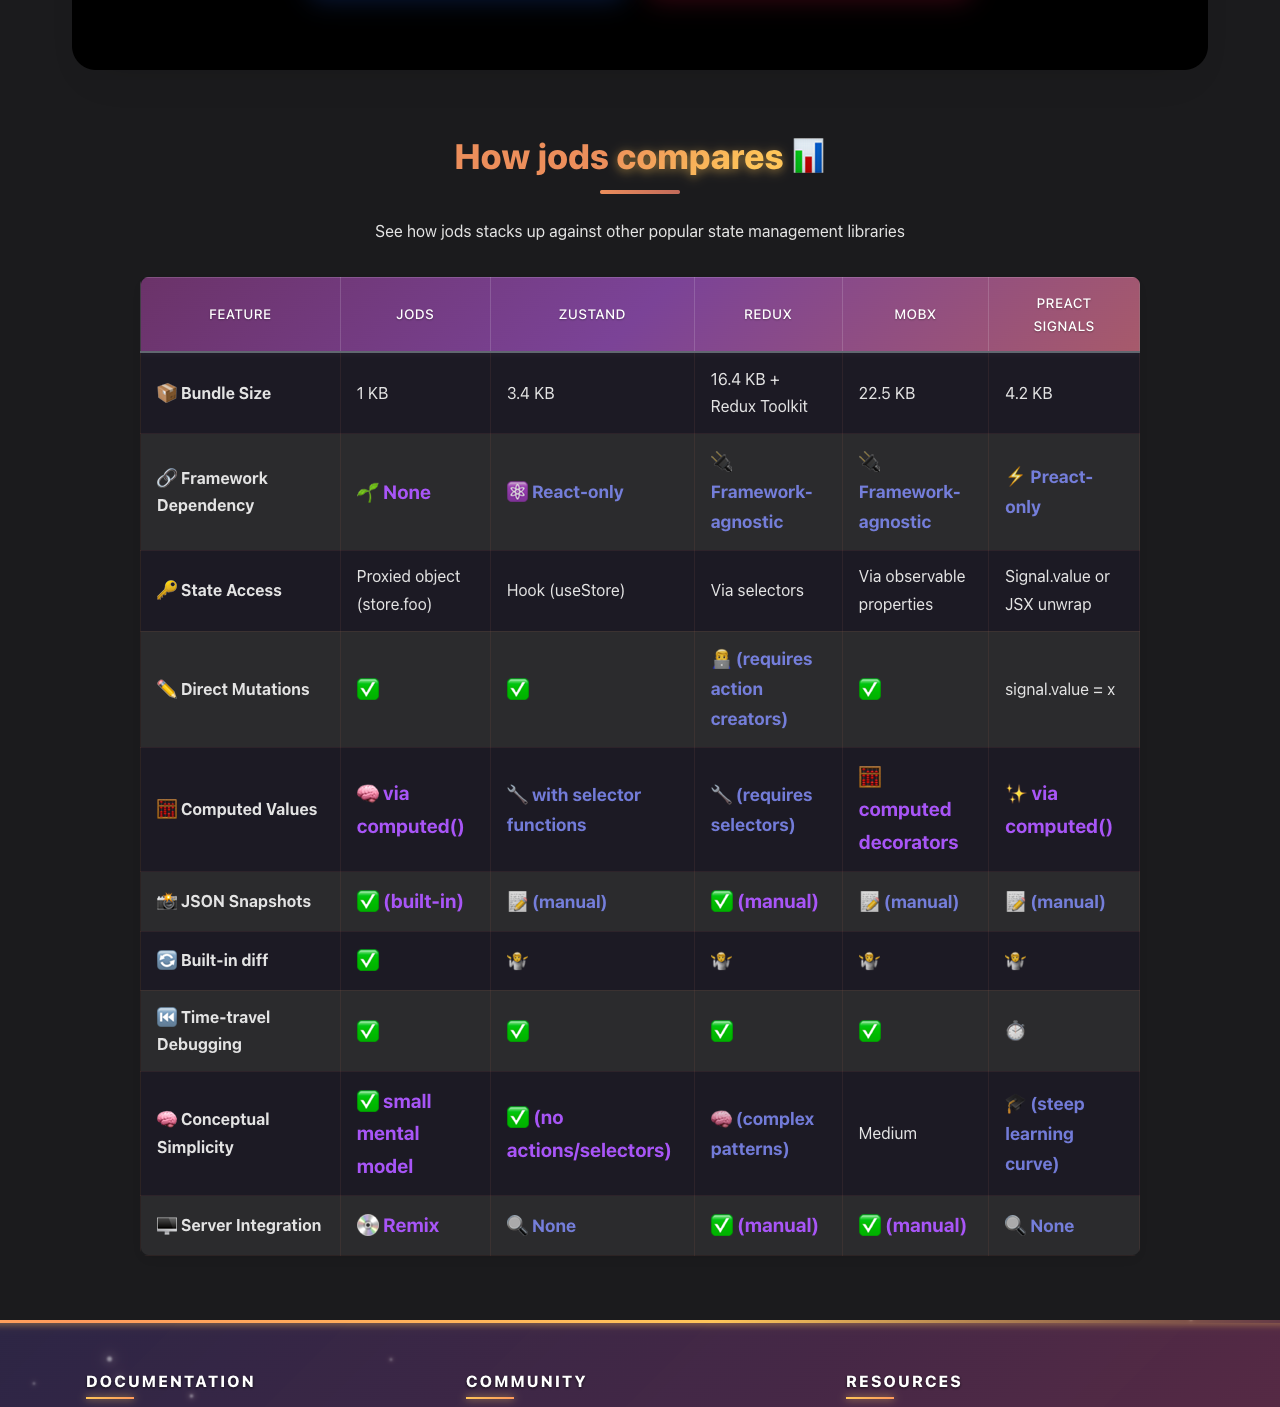 How jods compares 📊
See how jods stacks up against other popular state management libraries
FEATURE
JODS
ZUSTAND
REDUX
MOBX
PREACT
SIGNALS
📦 Bundle Size
1 KB
3.4 KB
16.4 KB +
Redux Toolkit
22.5 KB
4.2 KB
🔗 Framework
Dependency
🌱 None
⚛️ React-only
🔌
Framework-
agnostic
🔌
Framework-
agnostic
⚡ Preact-
only
🔑 State Access
Proxied object
(store.foo)
Hook (useStore)
Via selectors
Via observable
properties
Signal.value or
JSX unwrap
✏️ Direct Mutations
✅
✅
👨‍💻 (requires
action
creators)
✅
signal.value = x
🧮 Computed Values
🧠 via
computed()
🔧 with selector
functions
🔧 (requires
selectors)
🧮
computed
decorators
✨ via
computed()
📸 JSON Snapshots
✅ (built-in)
📝 (manual)
✅ (manual)
📝 (manual)
📝 (manual)
🔄 Built-in diff
✅
🤷
🤷
🤷
🤷
⏮️ Time-travel
Debugging
✅
✅
✅
✅
⏱️
🧠 Conceptual
Simplicity
✅ small
mental
model
✅ (no
actions/selectors)
🧠 (complex
patterns)
Medium
🎓 (steep
learning
curve)
🖥️ Server Integration
💿 Remix
🔍 None
✅ (manual)
✅ (manual)
🔍 None
DOCUMENTATION
COMMUNITY
RESOURCES